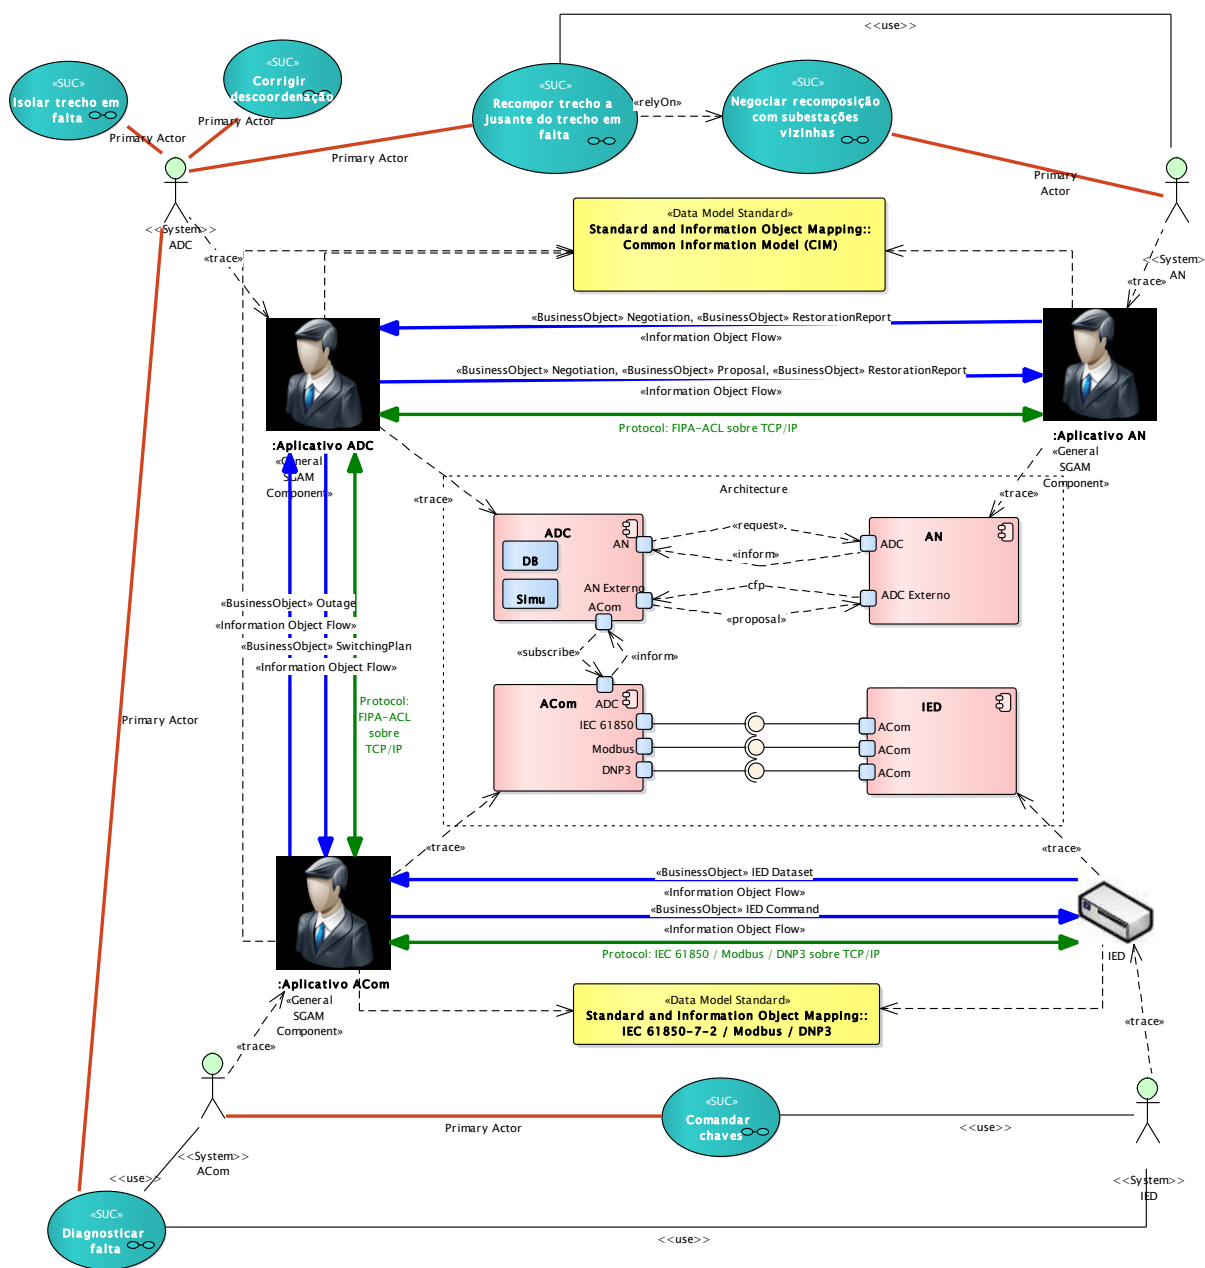 <<use>>
«SUC»
Isolar trecho em
falta
«SUC»
Corrigir
descoordenação
«SUC»
Recompor trecho a
jusante do trecho em
falta
«relyOn»
«SUC»
Negociar recomposição
com subestações
vizinhas
Primary Actor
Primary Actor
Primary Actor
Primary
Actor
<<System>>
ADC
«trace»
«Data Model Standard»
Standard and Information Object Mapping::
Common Information Model (CIM)
<<System>>
AN
«trace»
«BusinessObject» Negotiation, «BusinessObject» RestorationReport
«Information Object Flow»
«BusinessObject» Negotiation, «BusinessObject» Proposal, «BusinessObject» RestorationReport
«Information Object Flow»
Protocol: FIPA-ACL sobre TCP/IP
:Aplicativo ADC
«General
SGAM
Component»
:Aplicativo AN
«General
SGAM
Component»
«trace»
Architecture
«trace»
ADC
DB
Simu
AN
AN Externo
ACom
«request»
«inform»
cfp
«proposal»
AN
ADC
ADC Externo
«subscribe»
«inform»
«BusinessObject» Outage
«Information Object Flow»
«BusinessObject» SwitchingPlan
«Information Object Flow»
Protocol:
FIPA-ACL
sobre
TCP/IP
Primary Actor
ACom
ADC
IEC 61850
Modbus
DNP3
IED
ACom
ACom
ACom
«trace»
«trace»
«BusinessObject» IED Dataset
«Information Object Flow»
«BusinessObject» IED Command
«Information Object Flow»
Protocol: IEC 61850 / Modbus / DNP3 sobre TCP/IP
IED
:Aplicativo ACom
«General
SGAM
Component»
«Data Model Standard»
Standard and Information Object Mapping::
IEC 61850-7-2 / Modbus / DNP3
«trace»
«trace»
«SUC»
Comandar
chaves
Primary Actor
<<use>>
<<System>>
ACom
<<use>>
<<System>>
IED
«SUC»
Diagnosticar
falta
<<use>>